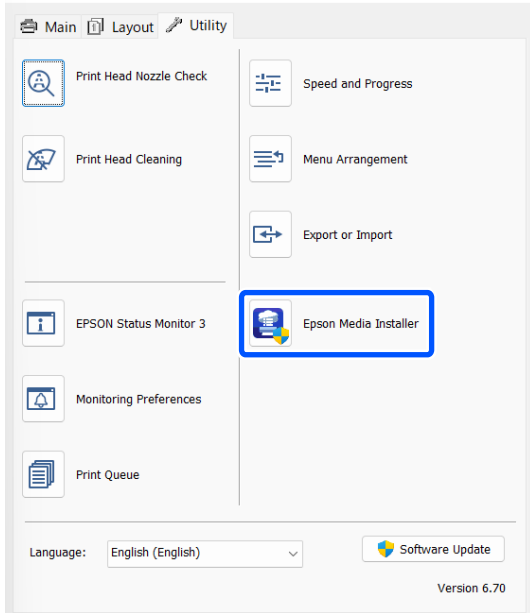 Main
Layout
Utility
Print Head Nozzle Check
Speed and Progress
Print Head Cleaning
Menu Arrangement
Export or Import
EPSON Status Monitor 3
Epson Media Installer
Monitoring Preferences
Print Queue
Language:
English (English)
Software Update
Version 6.70